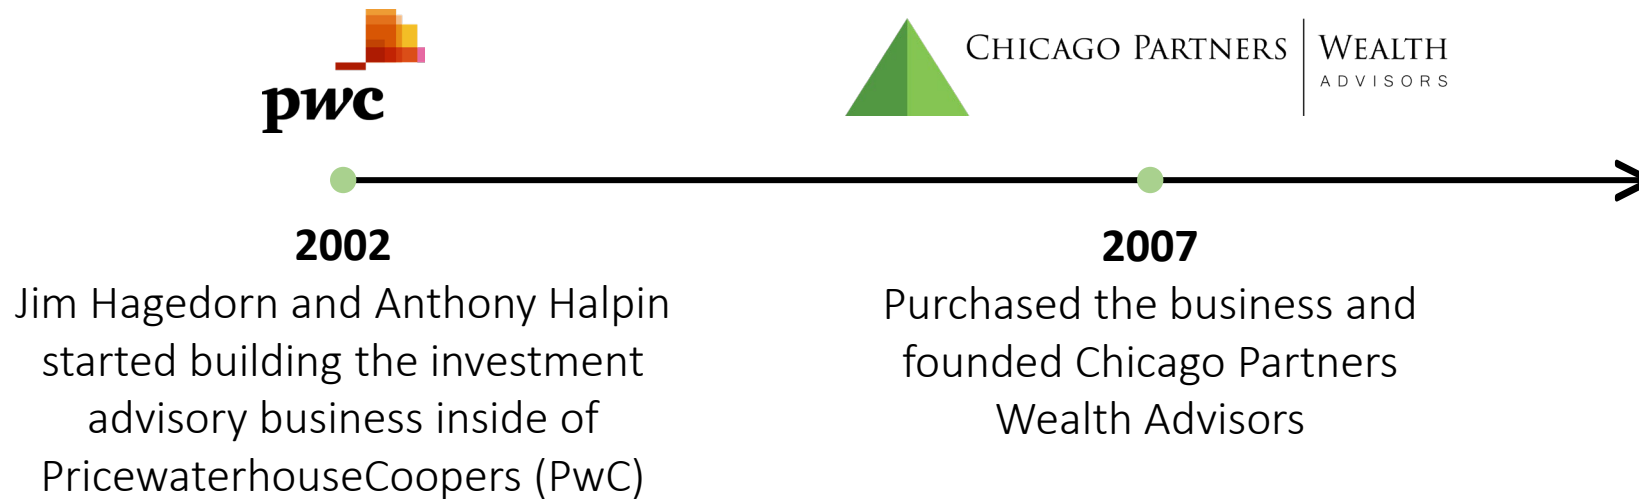 pwc
CHICAGO PARTNERS
WEALTH
ADVISORS
2002
Jim Hagedorn and Anthony Halpin
started building the investment
advisory business inside of
PricewaterhouseCoopers (PwC)
2007
Purchased the business and
founded Chicago Partners
Wealth Advisors